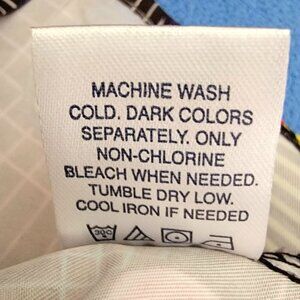 MACHINE WASH
COLD. DARK COLORS
SEPARATELY. ONLY
NON-CHLORINE
BLEACH WHEN NEEDED.
TUMBLE DRY LOW.
COOL IRON IF NEEDED